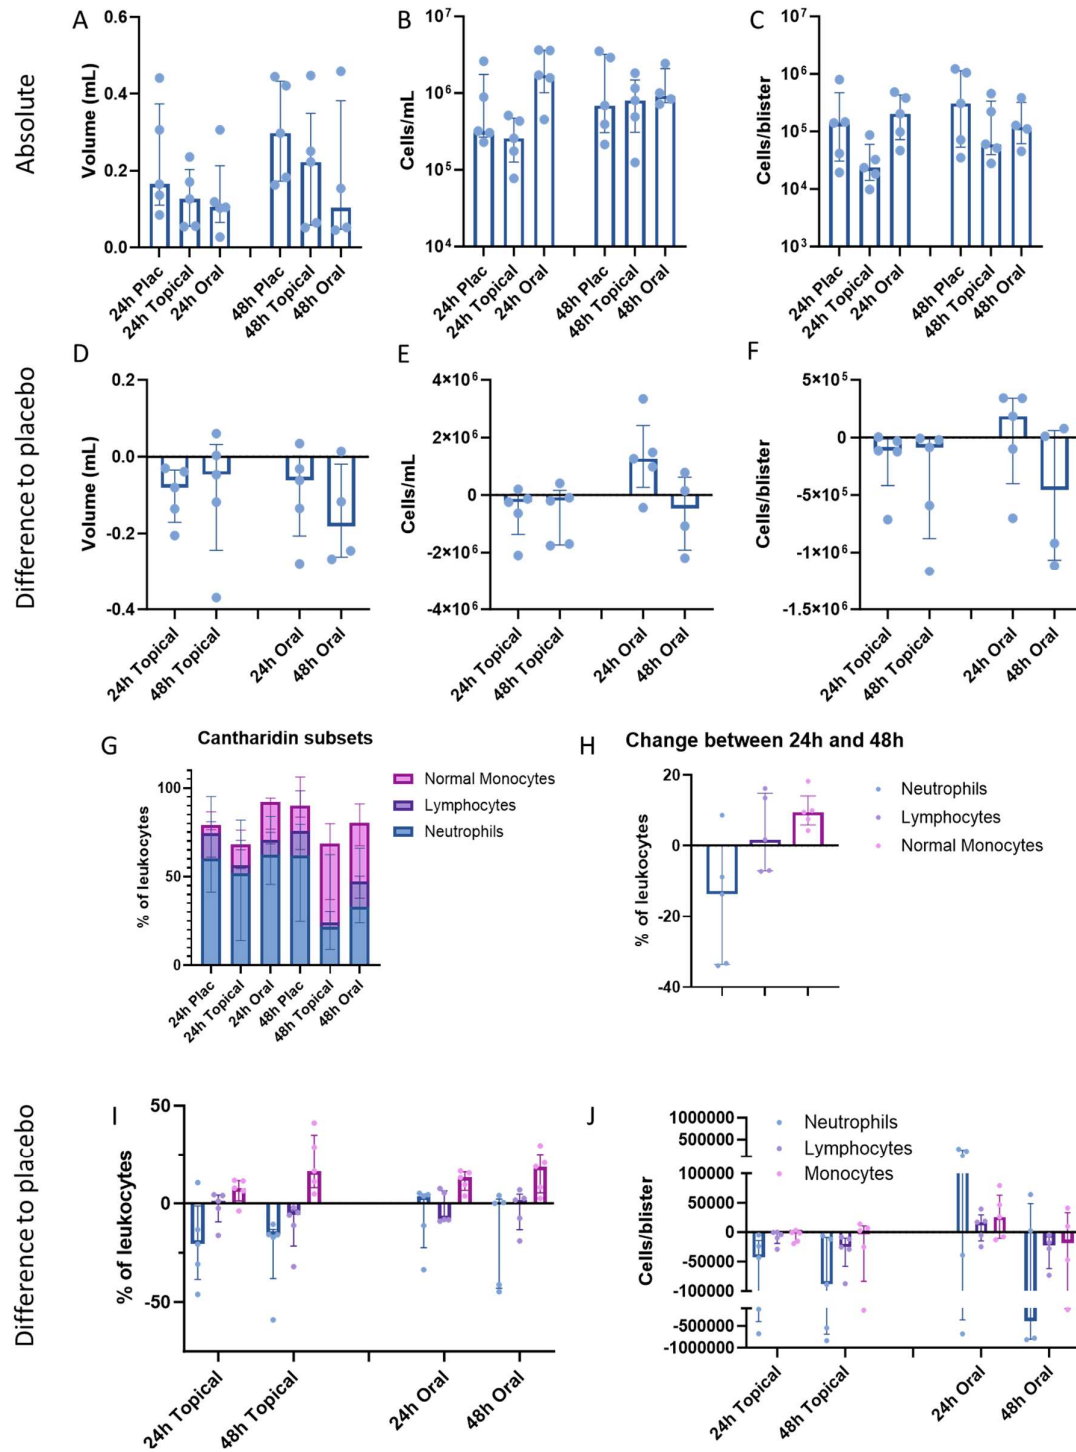 Absolute
A
Volume (mL)
0.6
0.4
0.2
0.0
24h Plac
24h Topical
24h Oral
48h Plac
48h Topical
48h Oral
B
Cells/mL
10⁷
10⁶
10⁵
10⁴
24h Plac
24h Topical
24h Oral
48h Plac
48h Topical
48h Oral
C
Cells/blister
10⁷
10⁶
10⁵
10⁴
10³
24h Plac
24h Topical
24h Oral
48h Plac
48h Topical
48h Oral
Difference to placebo
D
Volume (mL)
0.2
0.0
-0.2
-0.4
24h Topical
48h Topical
24h Oral
48h Oral
E
Cells/mL
4×10⁶
2×10⁶
0
-2×10⁶
-4×10⁶
24h Topical
48h Topical
24h Oral
48h Oral
F
Cells/blister
5×10⁵
0
-5×10⁵
-1×10⁶
-1.5×10⁶
24h Topical
48h Topical
24h Oral
48h Oral
G
Cantharidin subsets
% of leukocytes
100
50
0
24h Plac
24h Topical
24h Oral
48h Plac
48h Topical
48h Oral
Normal Monocytes
Lymphocytes
Neutrophils
H
Change between 24h and 48h
% of leukocytes
20
0
-20
-40
Neutrophils
Lymphocytes
Normal Monocytes
Difference to placebo
I
% of leukocytes
50
0
-50
24h Topical
48h Topical
24h Oral
48h Oral
J
Cells/blister
1000000
500000
100000
50000
0
-50000
-100000
-500000
-1000000
Neutrophils
Lymphocytes
Monocytes
24h Topical
48h Topical
24h Oral
48h Oral